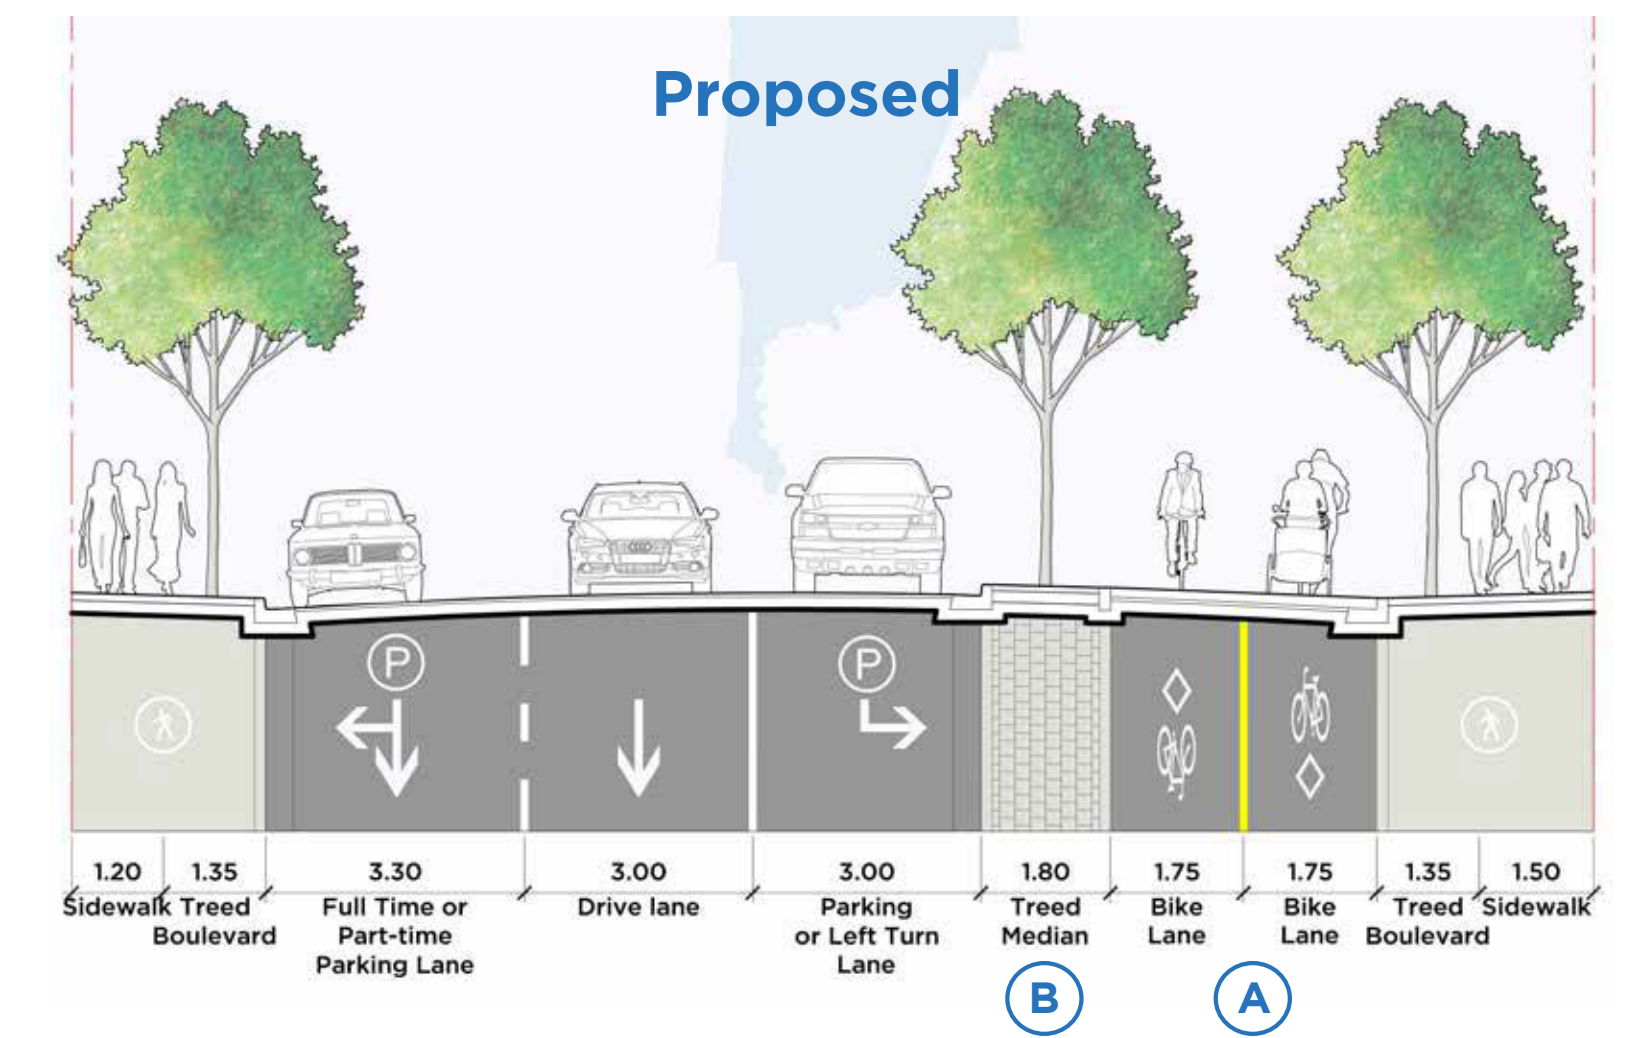 Proposed
P
P
1.20 1.35 3.30 3.00 3.00 1.80 1.75 1.75 1.35 1.50
Sidewalk Treed Boulevard
Full Time or
Part-time
Parking Lane
Drive lane
Parking
or Left Turn
Lane
Treed
Median
Bike
Lane
Bike
Lane
Treed
Boulevard
Sidewalk
B
A